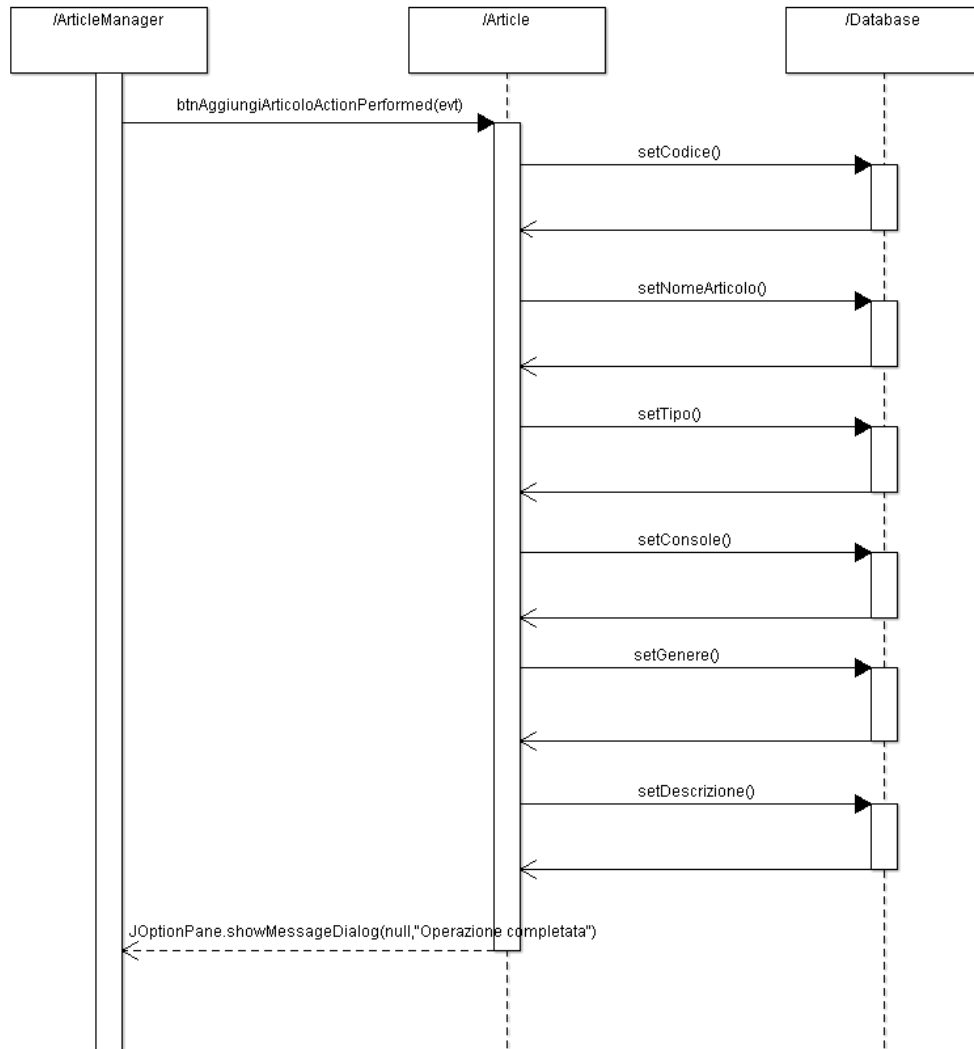 /ArticleManager
/Article
/Database
btnAggiungiArticoloActionPerformed(evt)
setCodice()
setNomeArticolo()
setTipo()
setConsole()
setGenere()
setDescrizione()
JOptionPane.showMessageDialog(null,"Operazione completata")